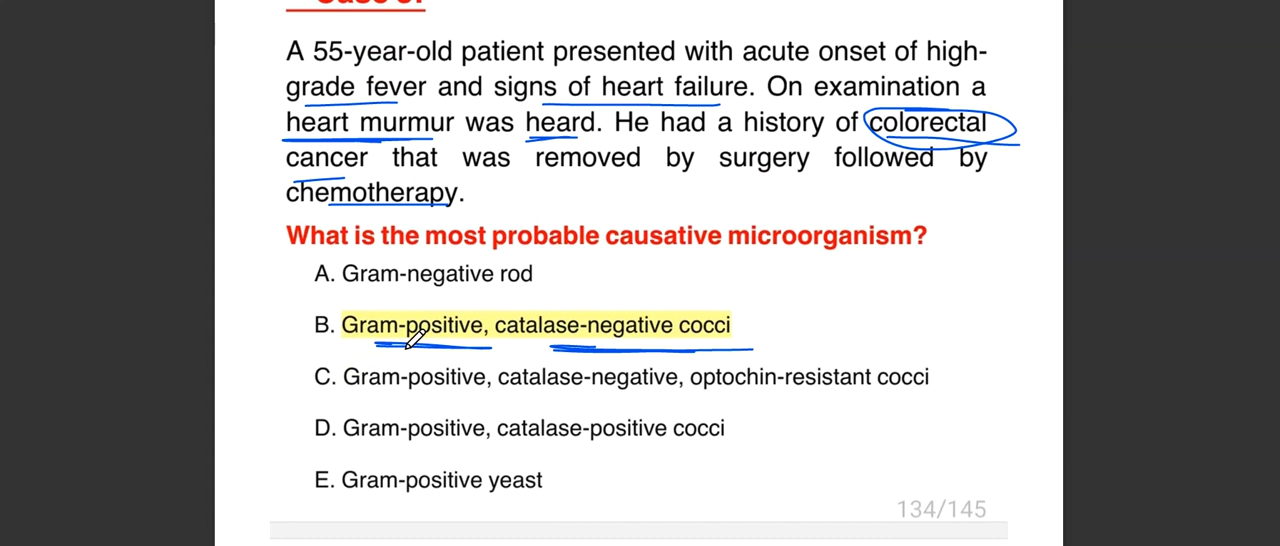 A 55-year-old patient presented with acute onset of high-
grade fever and signs of heart failure. On examination a
heart murmur was heard. He had a history of colorectal
cancer that was removed by surgery followed by
chemotherapy.
What is the most probable causative microorganism?
A. Gram-negative rod
B. Gram-positive, catalase-negative cocci
C. Gram-positive, catalase-negative, optochin-resistant cocci
D. Gram-positive, catalase-positive cocci
E. Gram-positive yeast
134/145